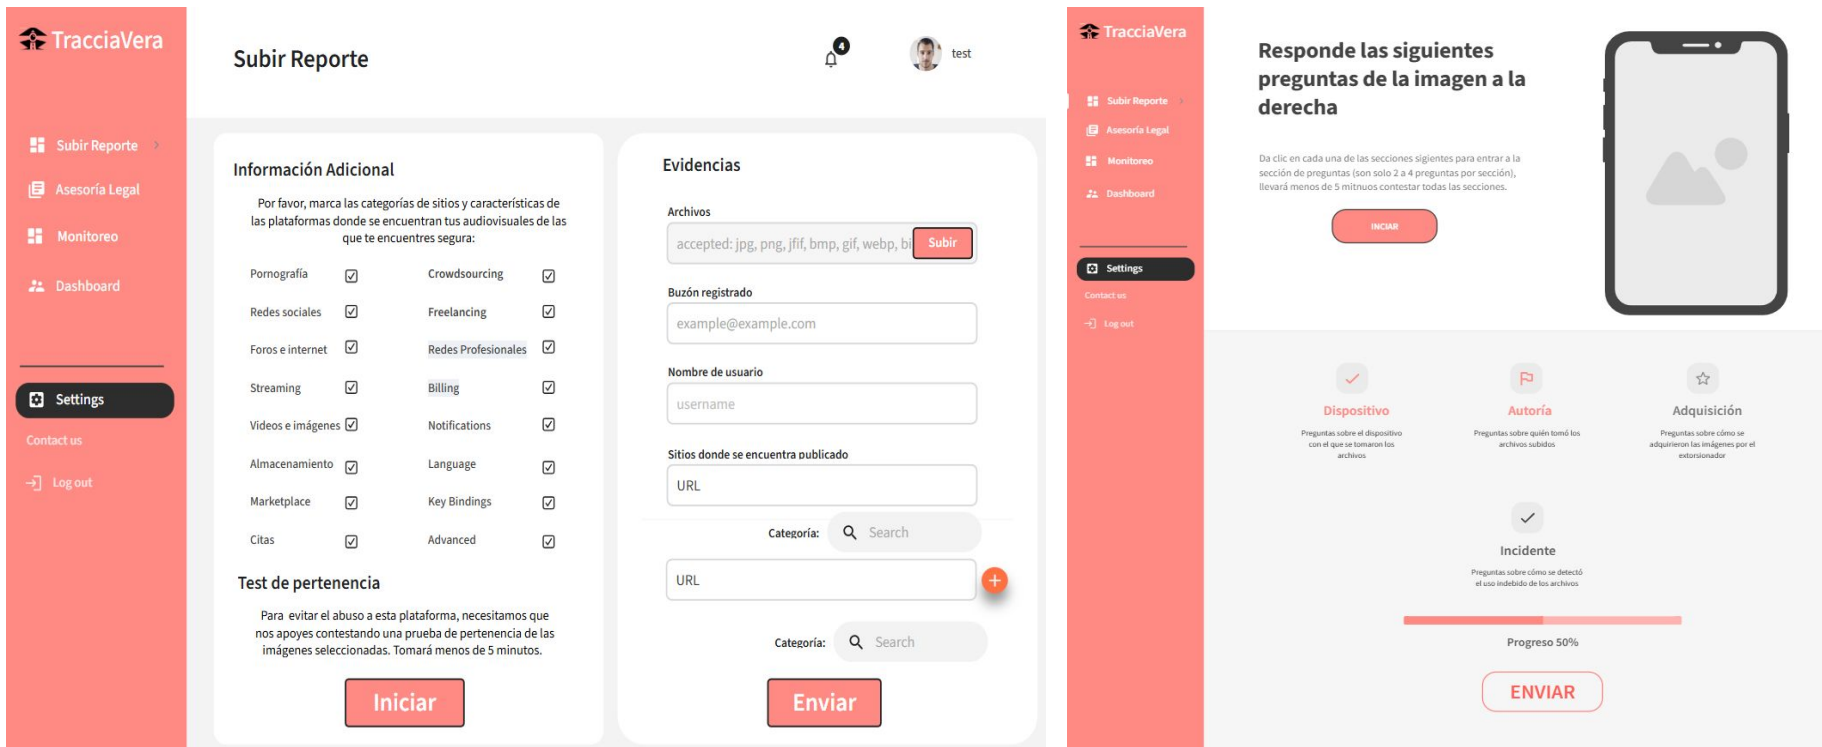 TracciaVera
Subir Reporte
Asesoría Legal
Monitoreo
Dashboard
Settings
Contact us
Log out
Subir Reporte
4
test
Información Adicional
Por favor, marca las categorías de sitios y características de
las plataformas donde se encuentran tus audiovisuales de las
que te encuentres segura:
Pornografía
Crowdsourcing
Redes sociales
Freelancing
Foros e internet
Redes Profesionales
Streaming
Billing
Videos e imágenes
Notifications
Almacenamiento
Language
Marketplace
Key Bindings
Citas
Advanced
Test de pertenencia
Para evitar el abuso a esta plataforma, necesitamos que
nos apoyes contestando una prueba de pertenencia de las
imágenes seleccionadas. Tomará menos de 5 minutos.
Iniciar
Evidencias
Archivos
accepted: jpg, png, jfif, bmp, gif, webp, bi
Subir
Buzón registrado
example@example.com
Nombre de usuario
username
Sitios donde se encuentra publicado
URL
Categoría:
Search
URL
+
Categoría:
Search
Enviar
TracciaVera
Subir Reporte
Asesoría Legal
Monitoreo
Dashboard
Settings
Contact us
Log out
Responde las siguientes
preguntas de la imagen a la
derecha
Da clic en cada una de las secciones sigientes para entrar a la
sección de preguntas (son solo 2 a 4 preguntas por sección),
llevará menos de 5 mitnuos contestar todas las secciones.
INCIAR
Dispositivo
Preguntas sobre el dispositivo
con el que se tomaron los
archivos
Autoría
Preguntas sobre quién tomó los
archivos subidos
Adquisición
Preguntas sobre cómo se
adquirieron las imágenes por el
extorsionador
Incidente
Preguntas sobre cómo se detectó
el uso indebido de los archivos
Progreso 50%
ENVIAR